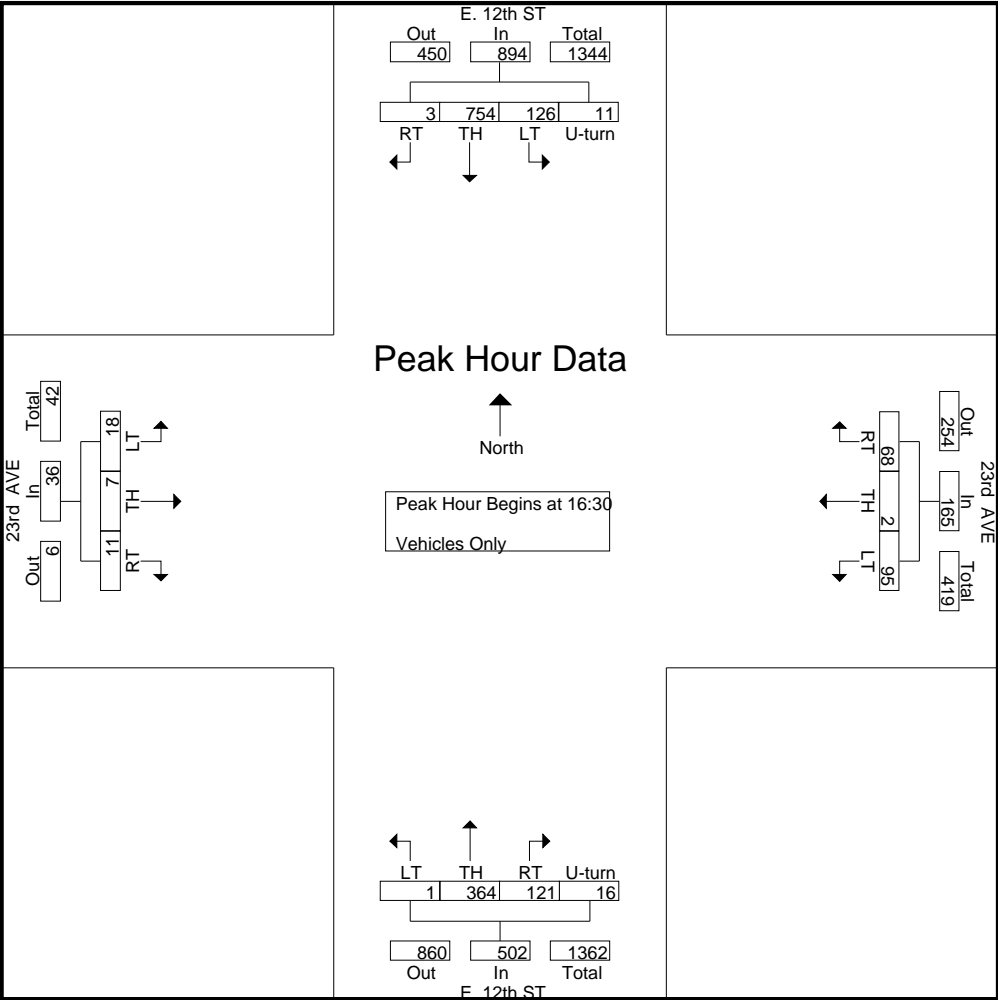 E. 12th ST
Out In Total
450 894 1344
3 754 126 11
RT TH LT U-turn
Peak Hour Data
North
Peak Hour Begins at 16:30
Vehicles Only
23rd AVE
Total In Out
42 36 6
18 7 11
LT TH RT
23rd AVE
Out In Total
254 165 419
68 2 95
RT TH LT
LT TH RT U-turn
1 364 121 16
860 502 1362
Out In Total
E. 12th ST